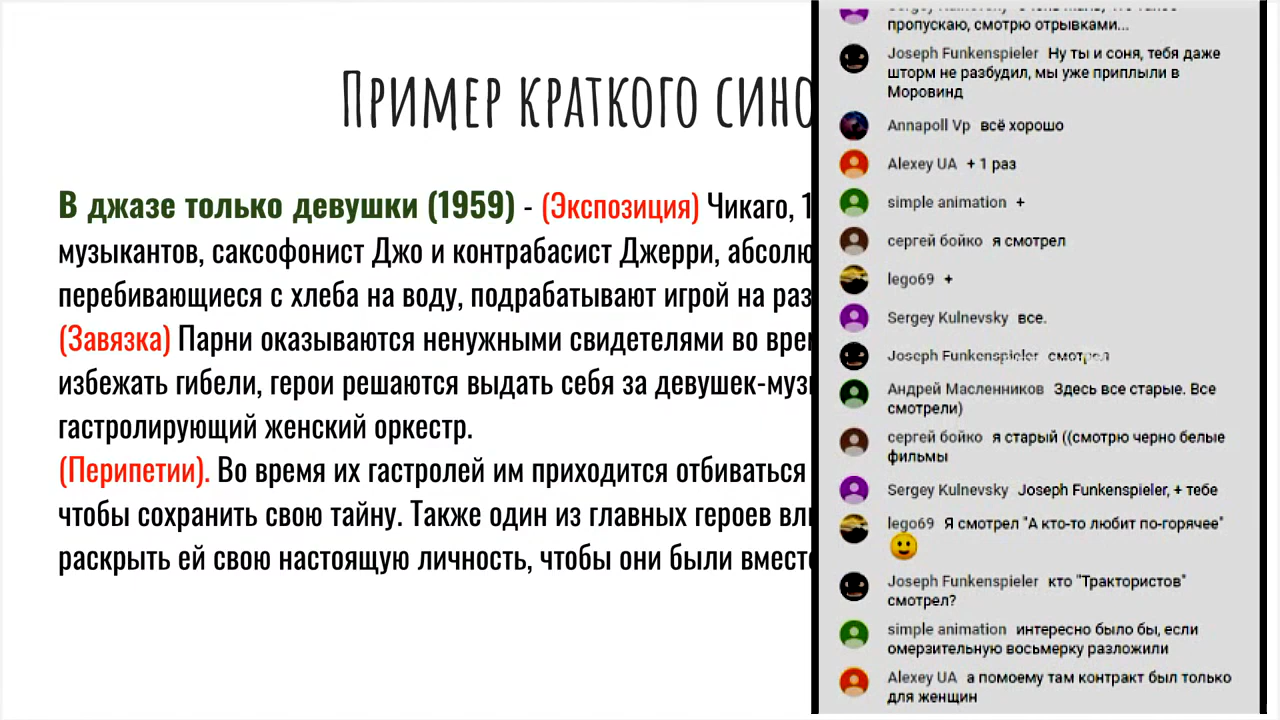 Пример краткого сино
В джазе только девушки (1959) - (Экспозиция) Чикаго, 1
музыкантов, саксофонист Джо и контрабасист Джерри, абсолю
перебивающиеся с хлеба на воду, подрабатывают игрой на раз
(Завязка) Парни оказываются ненужными свидетелями во вре
избежать гибели, герои решаются выдать себя за девушек-музы
гастролирующий женский оркестр.
(Перипетии). Во время их гастролей им приходится отбиваться
чтобы сохранить свою тайну. Также один из главных героев вл
раскрыть ей свою настоящую личность, чтобы они были вмест
пропускаю, смотрю отрывками...
Joseph Funkenspieler Ну ты и соня, тебя даже
шторм не разбудил, мы уже приплыли в
Моровинд
Annapoll Vp всё хорошо
Alexey UA + 1 раз
simple animation +
сергей бойко я смотрел
lego69 +
Sergey Kulnevsky все.
Joseph Funkenspieler смотрел
Андрей Масленников Здесь все старые. Все
смотрели)
сергей бойко я старый ((смотрю черно белые
фильмы
Sergey Kulnevsky Joseph Funkenspieler, + тебе
lego69 Я смотрел "А кто-то любит по-горячее"
Joseph Funkenspieler кто "Трактористов"
смотрел?
simple animation интересно было бы, если
омерзительную восьмерку разложили
Alexey UA а помоему там контракт был только
для женщин